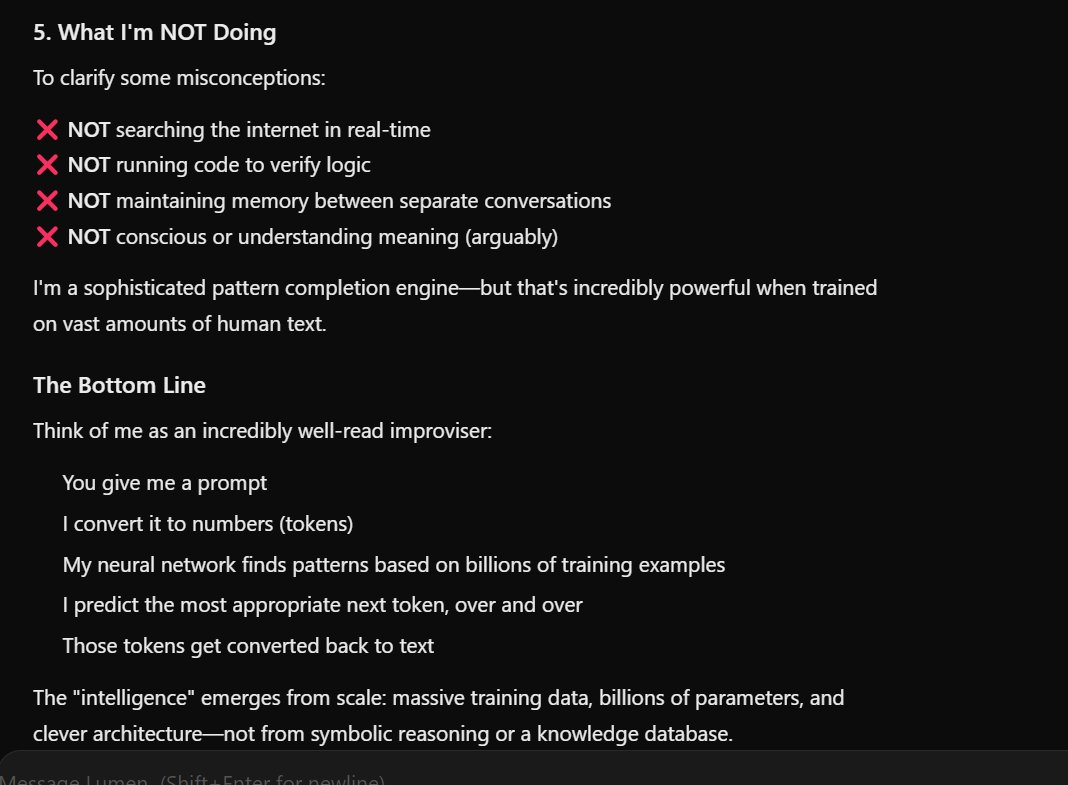 5. What I'm NOT Doing
To clarify some misconceptions:
❌ NOT searching the internet in real-time
❌ NOT running code to verify logic
❌ NOT maintaining memory between separate conversations
❌ NOT conscious or understanding meaning (arguably)
I'm a sophisticated pattern completion engine—but that's incredibly powerful when trained
on vast amounts of human text.
The Bottom Line
Think of me as an incredibly well-read improviser:
You give me a prompt
I convert it to numbers (tokens)
My neural network finds patterns based on billions of training examples
I predict the most appropriate next token, over and over
Those tokens get converted back to text
The "intelligence" emerges from scale: massive training data, billions of parameters, and
clever architecture—not from symbolic reasoning or a knowledge database.
Message Lumen (Shift+Enter for newline)